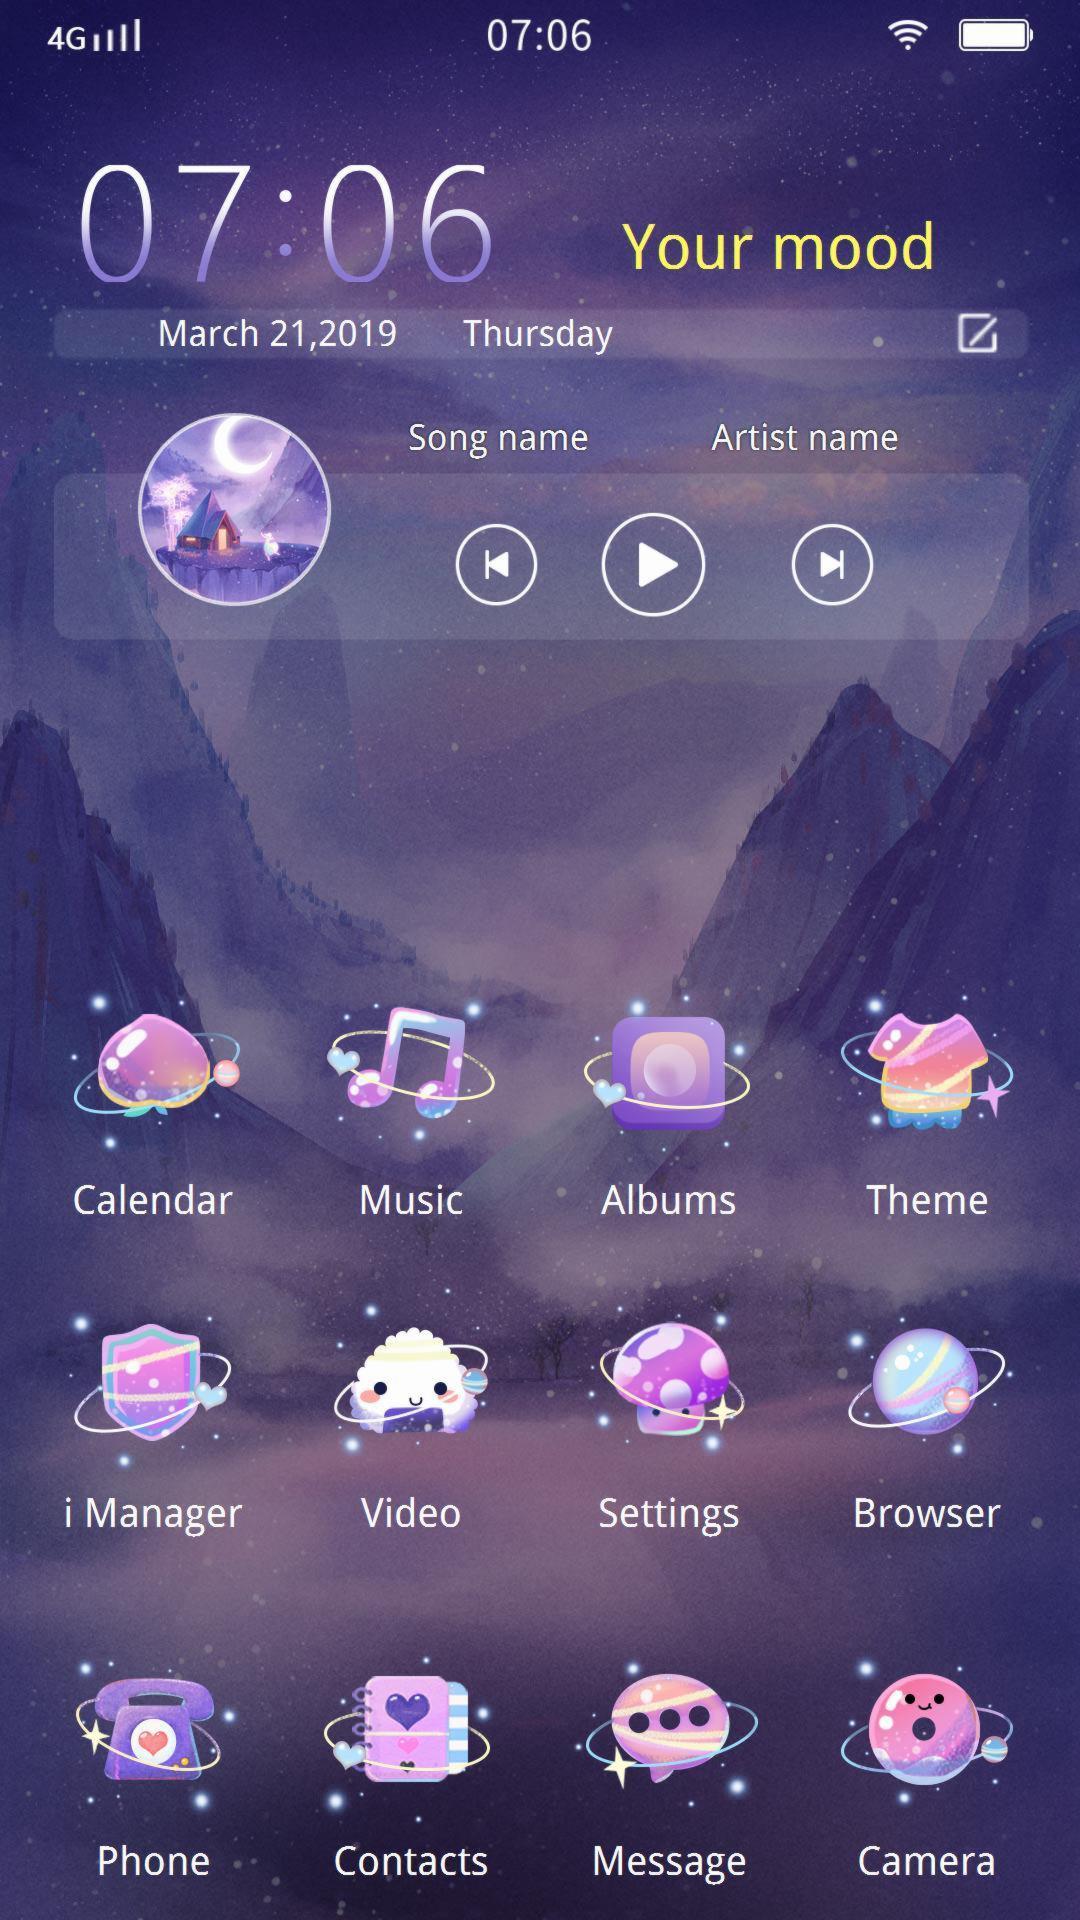 4G 07:06
07:06 Your mood
March 21,2019 Thursday
Song name Artist name
Calendar Music Albums Theme
i Manager Video Settings Browser
Phone Contacts Message Camera